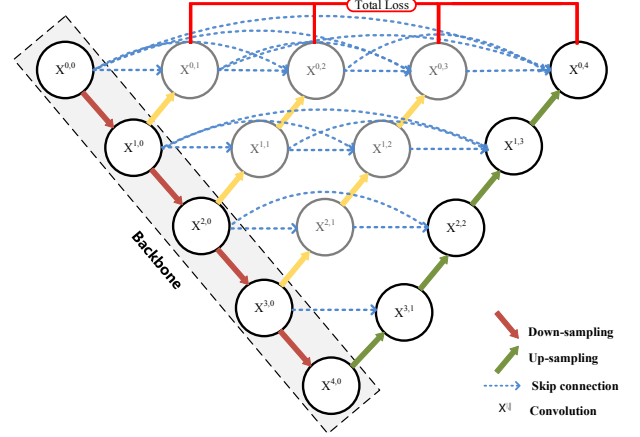 Total Loss
X0,0
X0,1
X0,2
X0,3
X0,4
X1,0
X1,1
X1,2
X1,3
X2,0
X2,1
X2,2
Backbone
X3,0
X3,1
X4,0
Down-sampling
Up-sampling
Skip connection
Xi,j Convolution